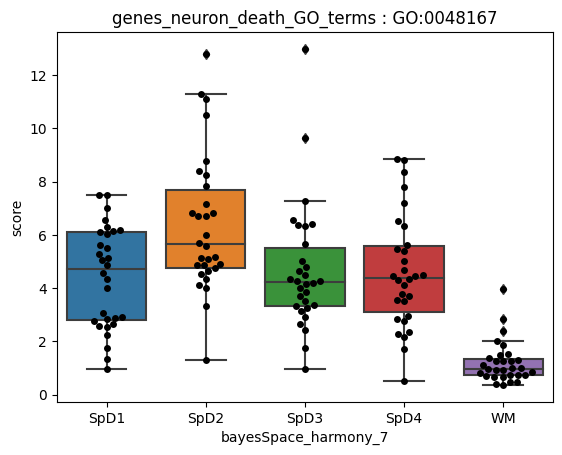 genes_neuron_death_GO_terms : GO:0048167
score
12
10
8
6
4
2
0
SpD1 SpD2 SpD3 SpD4 WM
bayesSpace_harmony_7